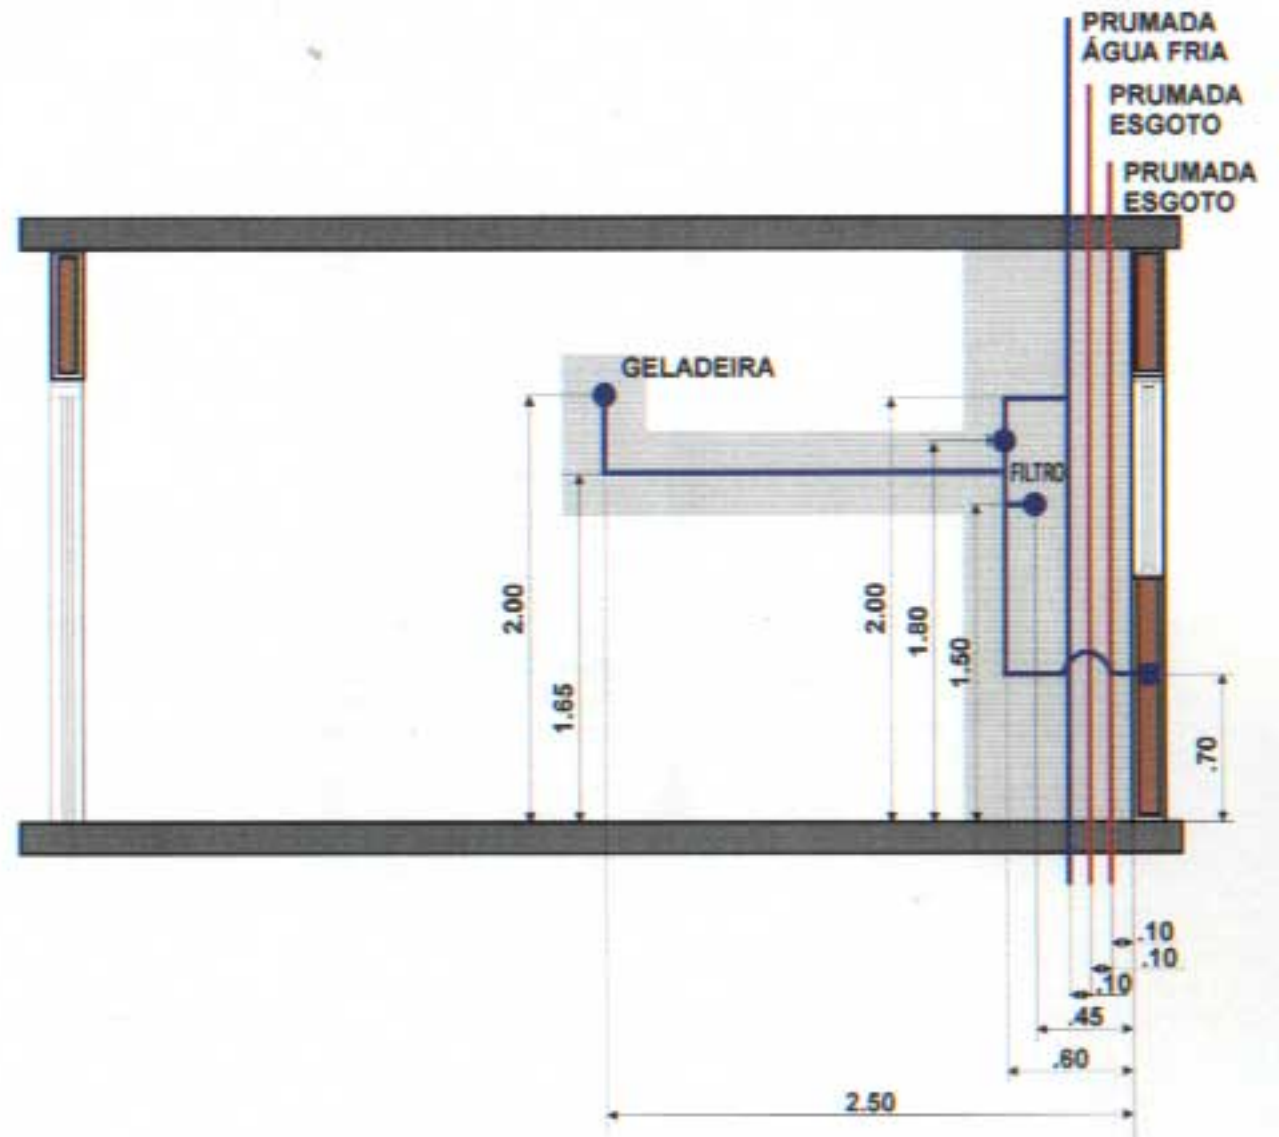 PRUMADA
ÁGUA FRIA
PRUMADA
ESGOTO
PRUMADA
ESGOTO
GELADEIRA
FILTRO
2.00
1.65
2.00
1.80
1.50
.70
.10
.10
.10
.45
.60
2.50